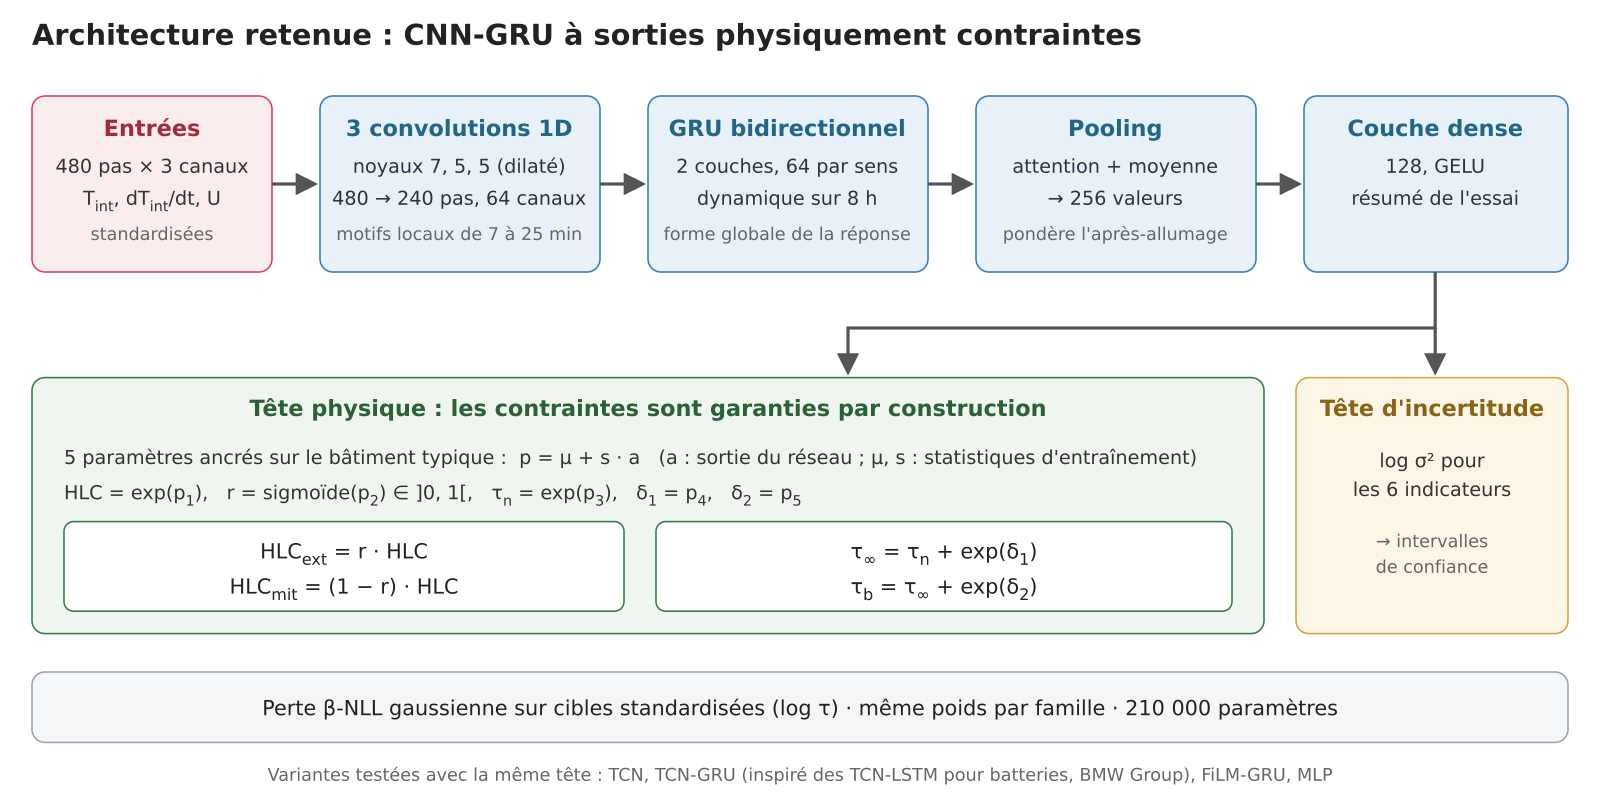 Architecture retenue : CNN-GRU à sorties physiquement contraintes
Entrées
480 pas × 3 canaux
T_int, dT_int/dt, U
standardisées
3 convolutions 1D
noyaux 7, 5, 5 (dilaté)
480 → 240 pas, 64 canaux
motifs locaux de 7 à 25 min
GRU bidirectionnel
2 couches, 64 par sens
dynamique sur 8 h
forme globale de la réponse
Pooling
attention + moyenne
→ 256 valeurs
pondère l'après-allumage
Couche dense
128, GELU
résumé de l'essai
Tête physique : les contraintes sont garanties par construction
5 paramètres ancrés sur le bâtiment typique : p = μ + s · a (a : sortie du réseau ; μ, s : statistiques d'entraînement)
HLC = exp(p₁), r = sigmoïde(p₂) ∈ ]0, 1[, τ_n = exp(p₃), δ₁ = p₄, δ₂ = p₅
HLC_ext = r · HLC
HLC_mit = (1 − r) · HLC
τ_∞ = τ_n + exp(δ₁)
τ_b = τ_∞ + exp(δ₂)
Tête d'incertitude
log σ² pour
les 6 indicateurs
→ intervalles
de confiance
Perte β-NLL gaussienne sur cibles standardisées (log τ) · même poids par famille · 210 000 paramètres
Variantes testées avec la même tête : TCN, TCN-GRU (inspiré des TCN-LSTM pour batteries, BMW Group), FiLM-GRU, MLP